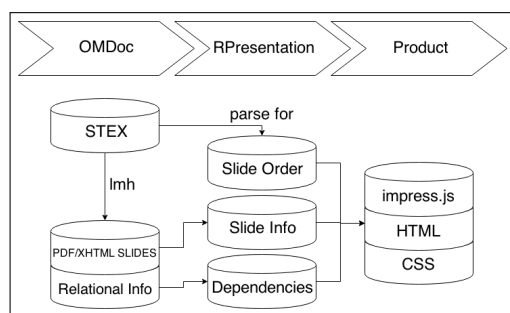 OMDoc
RPresentation
Product
parse for
STEX
Slide Order
lmh
impress.js
PDF/XHTML SLIDES
Slide Info
HTML
Relational Info
Dependencies
CSS